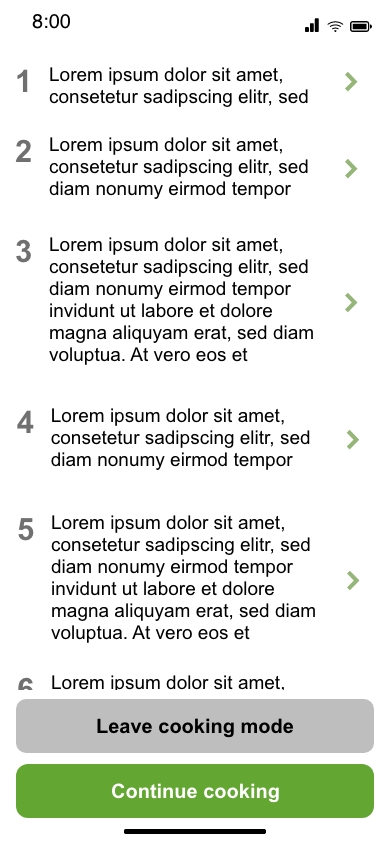 8:00
1 Lorem ipsum dolor sit amet,
consetetur sadipscing elitr, sed
2 Lorem ipsum dolor sit amet,
consetetur sadipscing elitr, sed
diam nonumy eirmod tempor
3 Lorem ipsum dolor sit amet,
consetetur sadipscing elitr, sed
diam nonumy eirmod tempor
invidunt ut labore et dolore
magna aliquyam erat, sed diam
voluptua. At vero eos et
4 Lorem ipsum dolor sit amet,
consetetur sadipscing elitr, sed
diam nonumy eirmod tempor
5 Lorem ipsum dolor sit amet,
consetetur sadipscing elitr, sed
diam nonumy eirmod tempor
invidunt ut labore et dolore
magna aliquyam erat, sed diam
voluptua. At vero eos et
6 Lorem ipsum dolor sit amet,
Leave cooking mode
Continue cooking